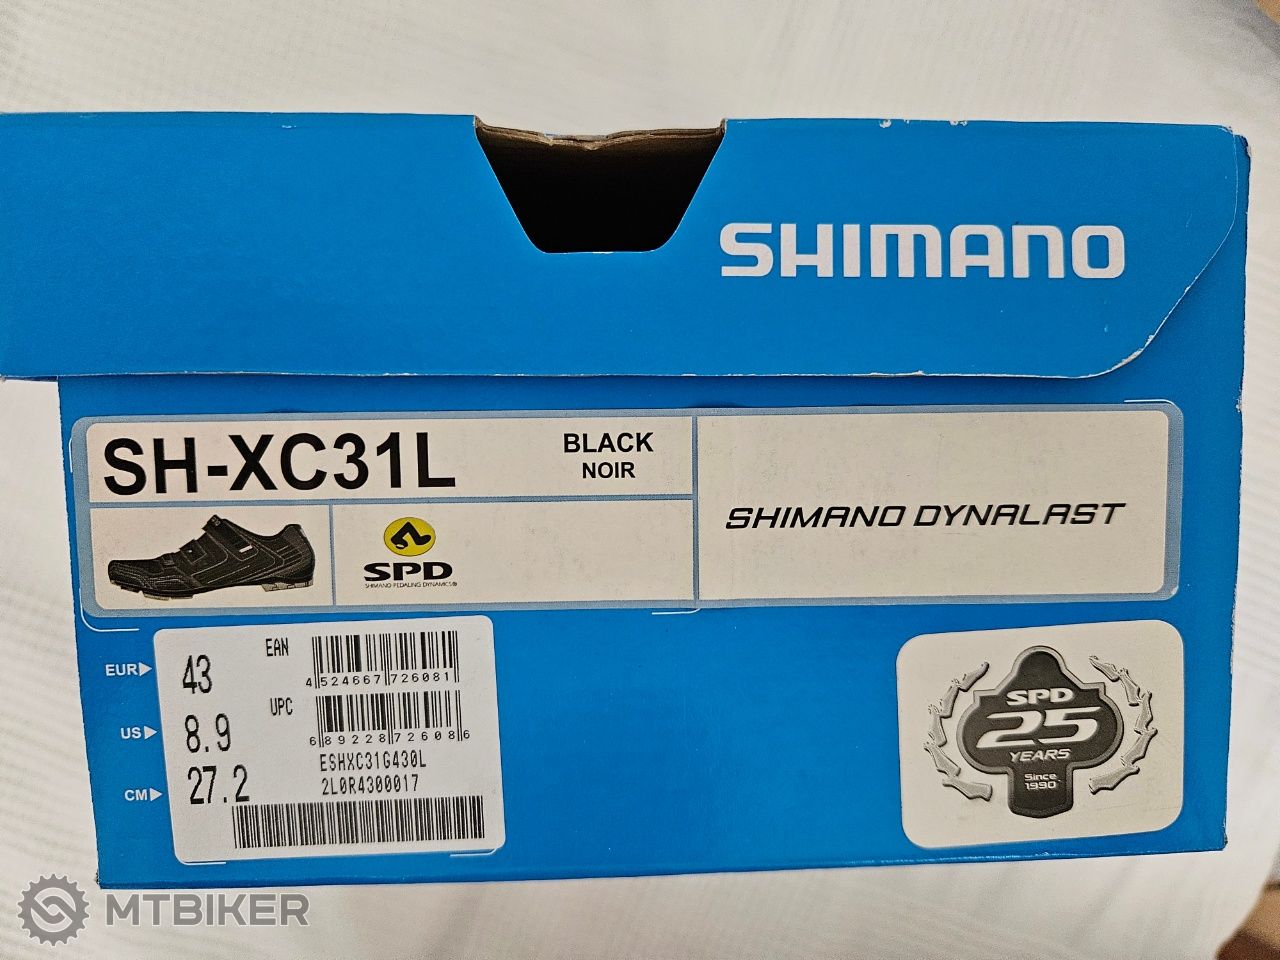 SHIMANO
SH-XC31L
BLACK
NOIR
SPD
SHIMANO PEDALING DYNAMICS®
SHIMANO DYNALAST
EUR 43
EAN
4 524667 726081
US 8.9
UPC
6 89228 72608 6
CM 27.2
ESHXC31G430L
2L0R4300017
SPD
25
YEARS
Since
1990
MTBIKER